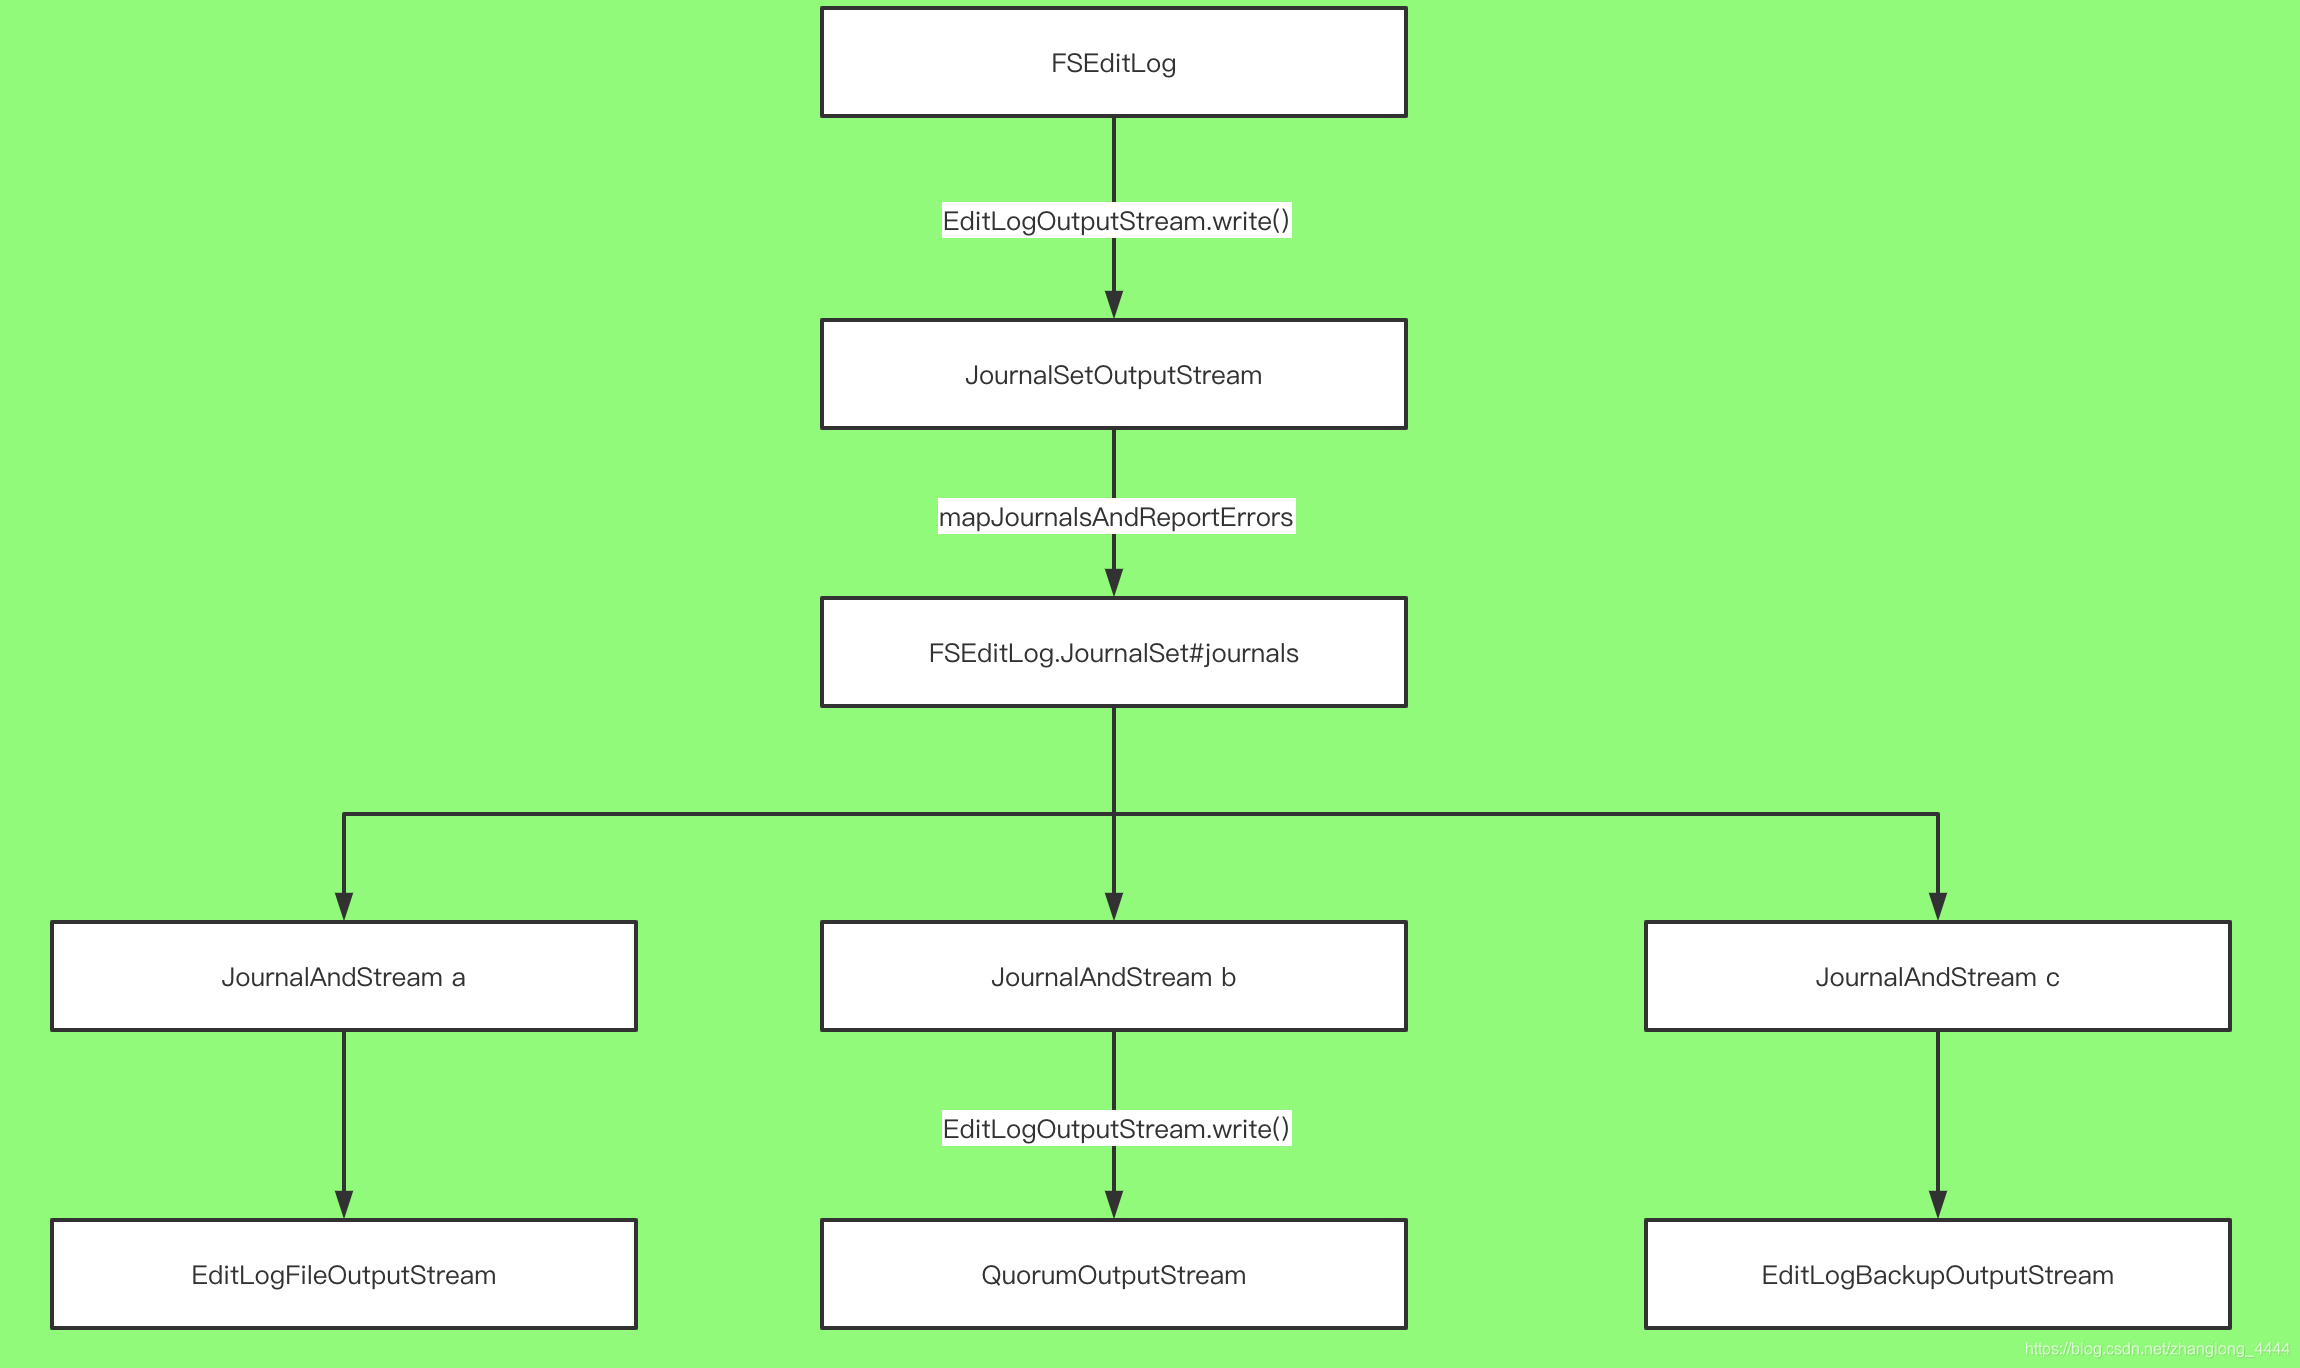 FSEditLog
EditLogOutputStream.write()
JournalSetOutputStream
mapJournalsAndReportErrors
FSEditLog.JournalSet#journals
JournalAndStream a
JournalAndStream b
JournalAndStream c
EditLogOutputStream.write()
EditLogFileOutputStream
QuorumOutputStream
EditLogBackupOutputStream
https://blog.csdn.net/zhanglong_4444